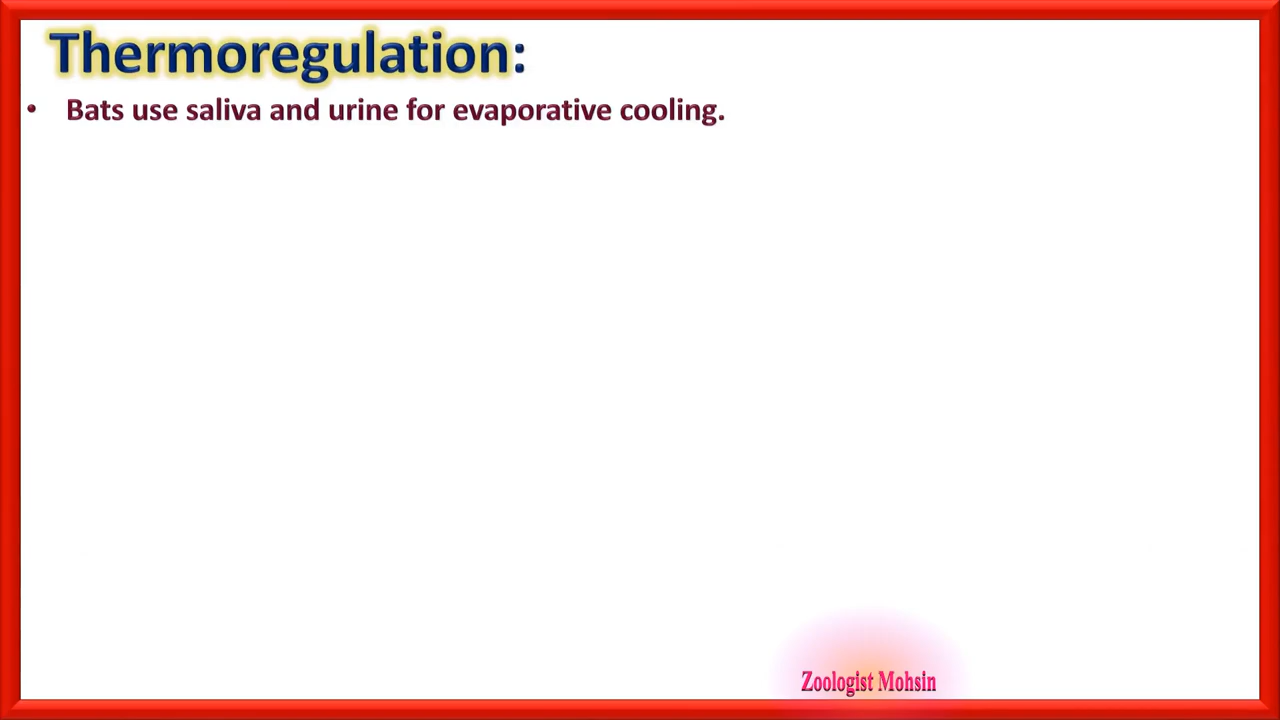 Thermoregulation:
• Bats use saliva and urine for evaporative cooling.
Zoologist Mohsin